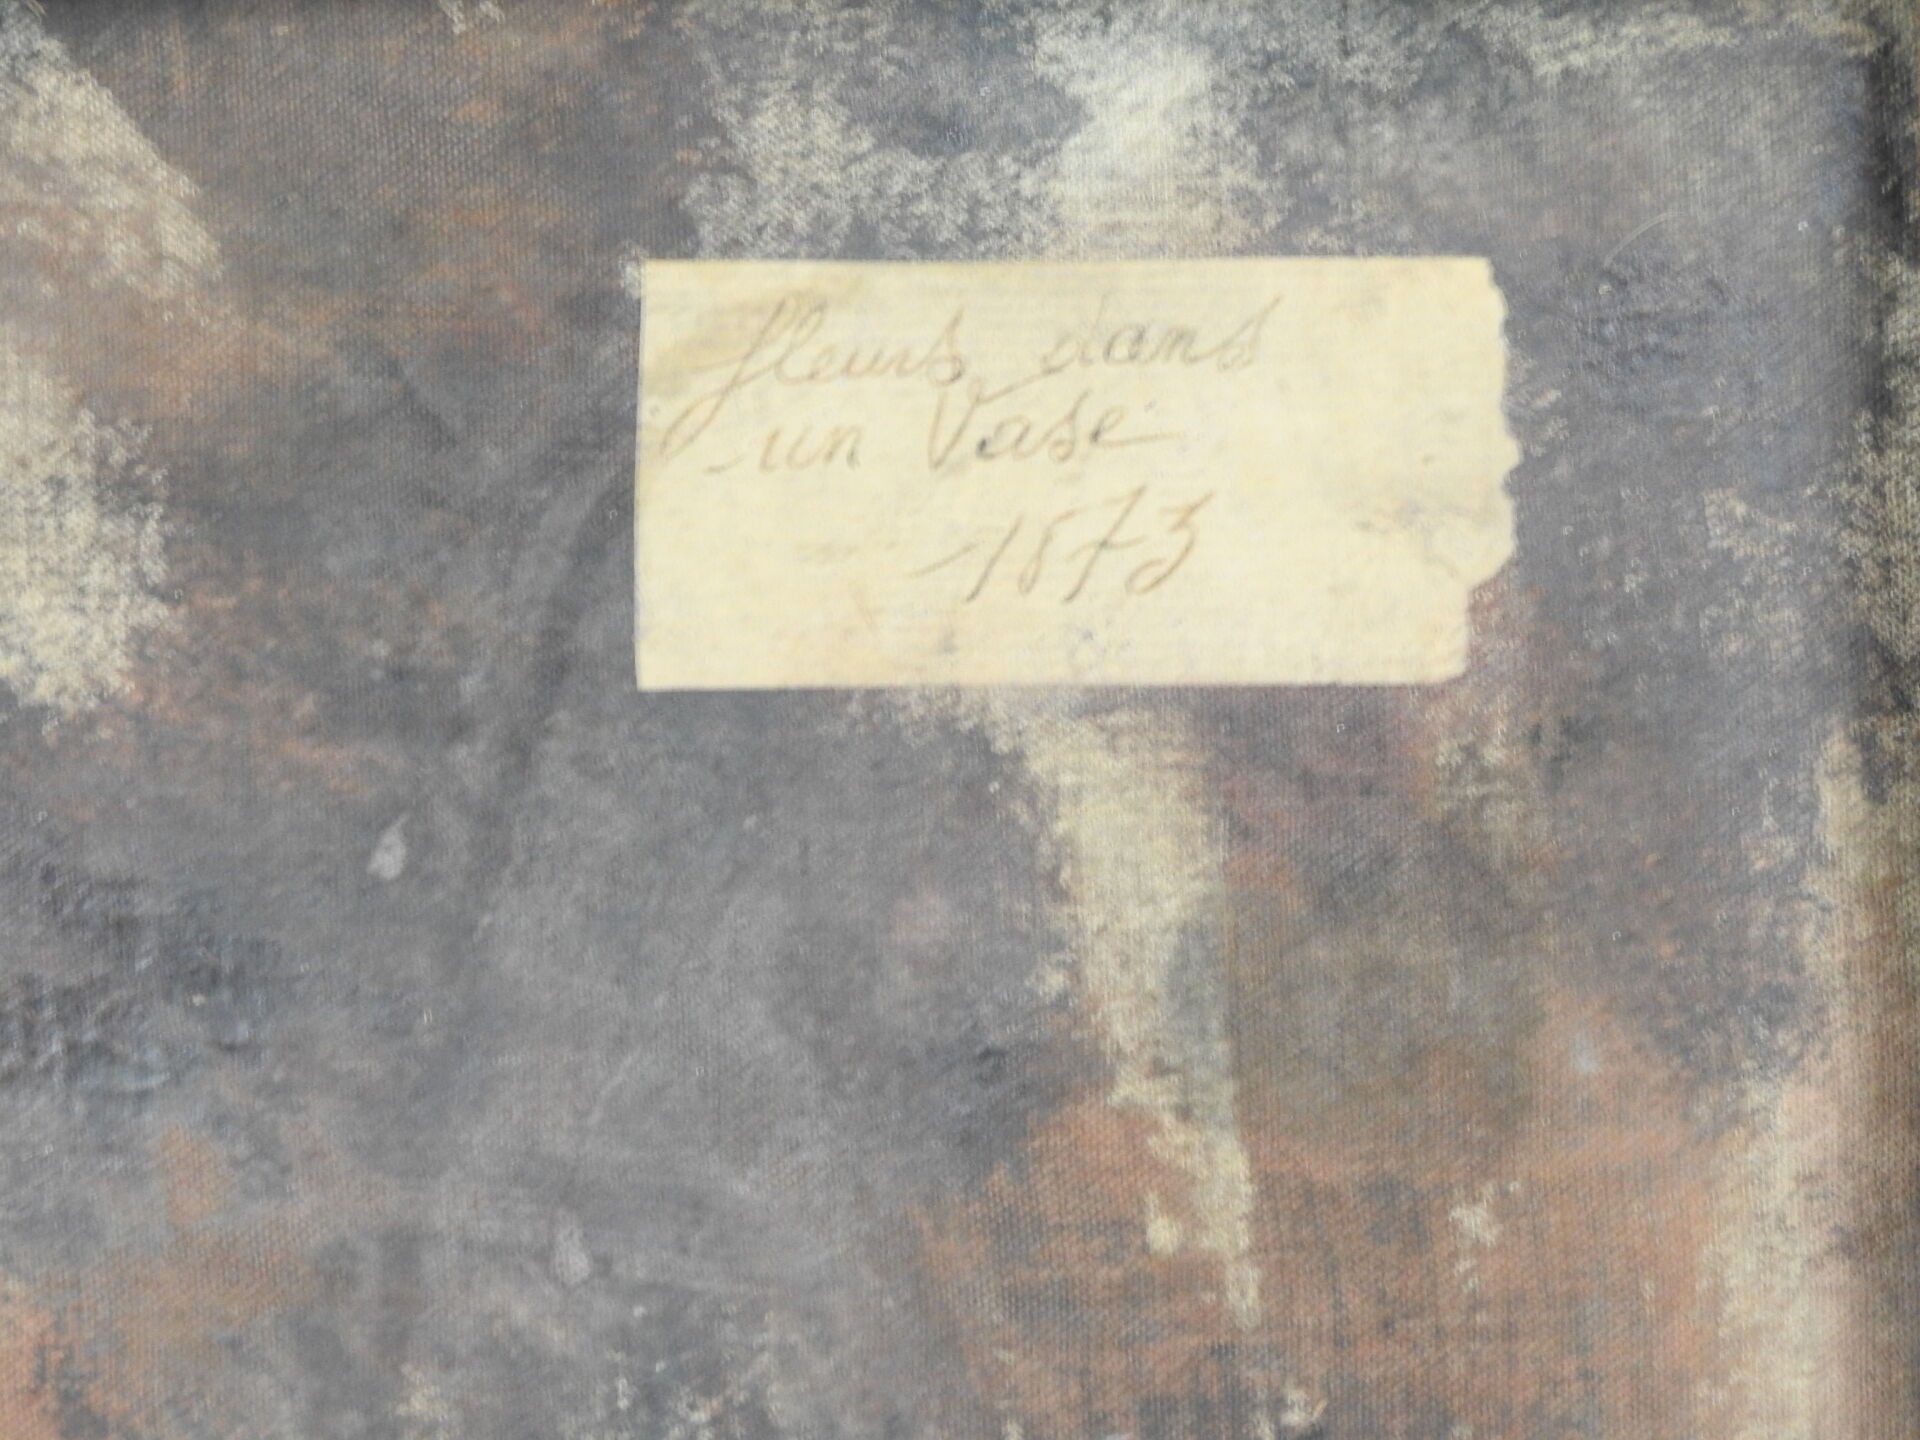 fleurs dans
un Vase
1873